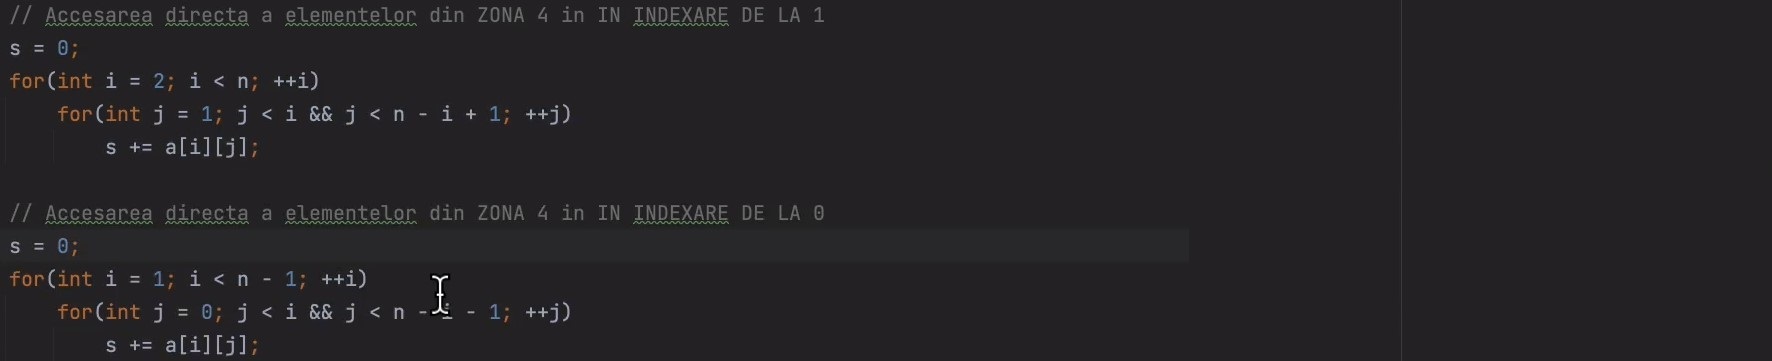 // Accesarea directa a elementelor din ZONA 4 in IN INDEXARE DE LA 1
s = 0;
for(int i = 2; i < n; ++i)
for(int j = 1; j < i && j < n - i + 1; ++j)
s += a[i][j];
// Accesarea directa a elementelor din ZONA 4 in IN INDEXARE DE LA 0
s = 0;
for(int i = 1; i < n - 1; ++i)
for(int j = 0; j < i && j < n - i - 1; ++j)
s += a[i][j];